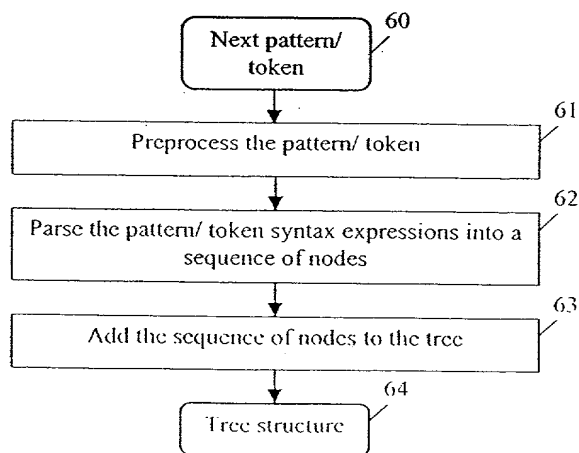 60
Next pattern/
token
61
Preprocess the pattern/ token
62
Parse the pattern/ token syntax expressions into a
sequence of nodes
63
Add the sequence of nodes to the tree
64
Tree structure